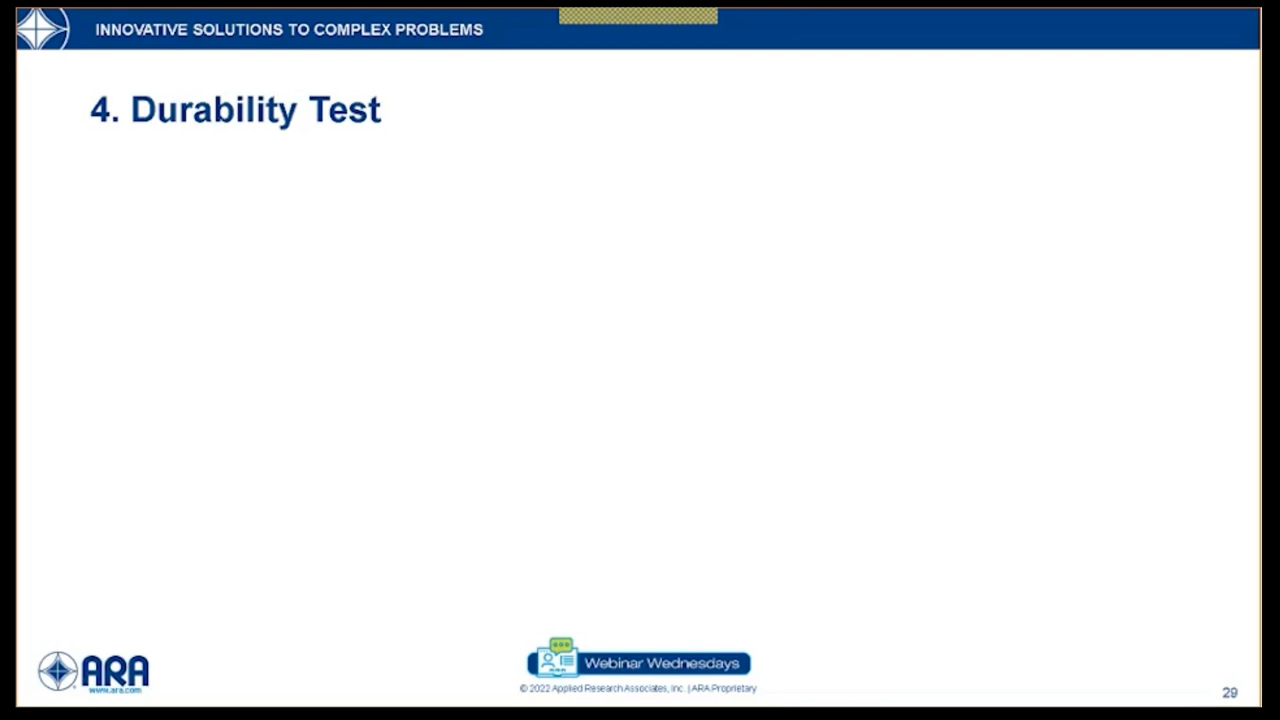 INNOVATIVE SOLUTIONS TO COMPLEX PROBLEMS
4. Durability Test
ARA
www.ara.com
Webinar Wednesdays
© 2022 Applied Research Associates, Inc. | ARA Proprietary
29